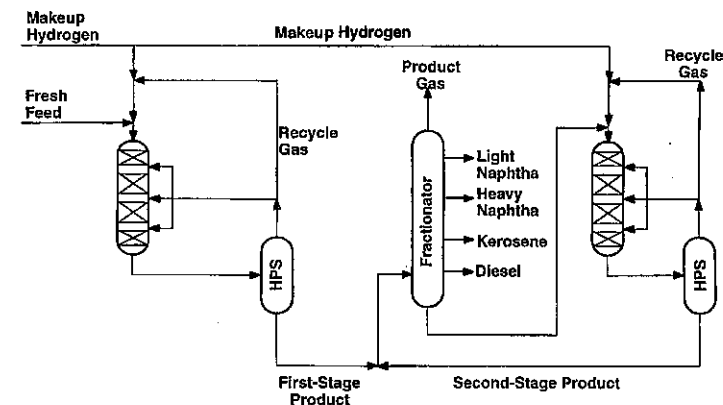 Makeup
Hydrogen
Makeup Hydrogen
Recycle
Gas
Product
Gas
Fresh
Feed
Recycle
Gas
Light
Naphtha
Heavy
Naphtha
Kerosene
Diesel
Fractionator
HPS
HPS
First-Stage
Product
Second-Stage Product